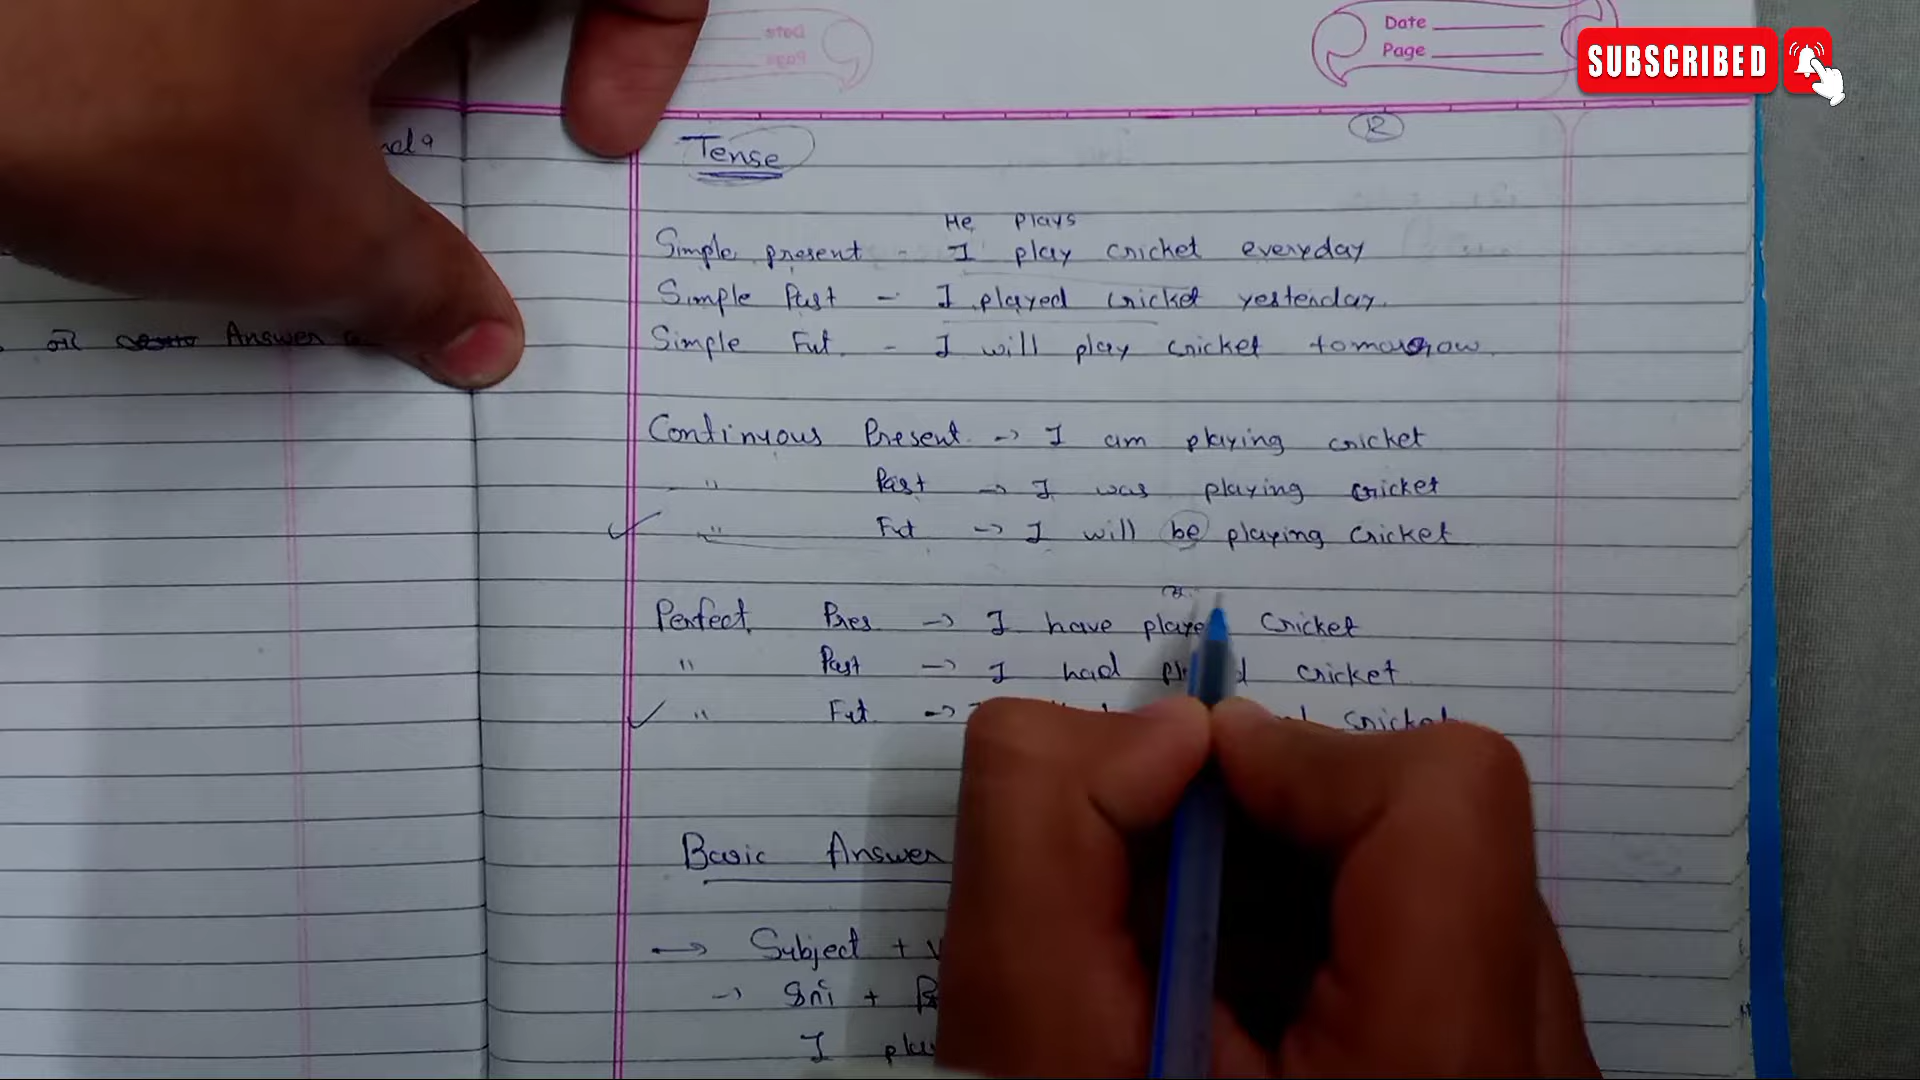 Date
Page
SUBSCRIBED
12
Tense
He plays
Simple present - I play cricket everyday
Simple Past - I played cricket yesterday.
Simple Fut. - I will play cricket tomorrow.
Answer
Continuous Present -> I am playing cricket
" Past -> I was playing cricket
" Fut -> I will be playing cricket
Perfect Pres -> I have played cricket
" Past -> I had cricket
" Fut -> cricket
Basic Answer
-> Subject +
->
I